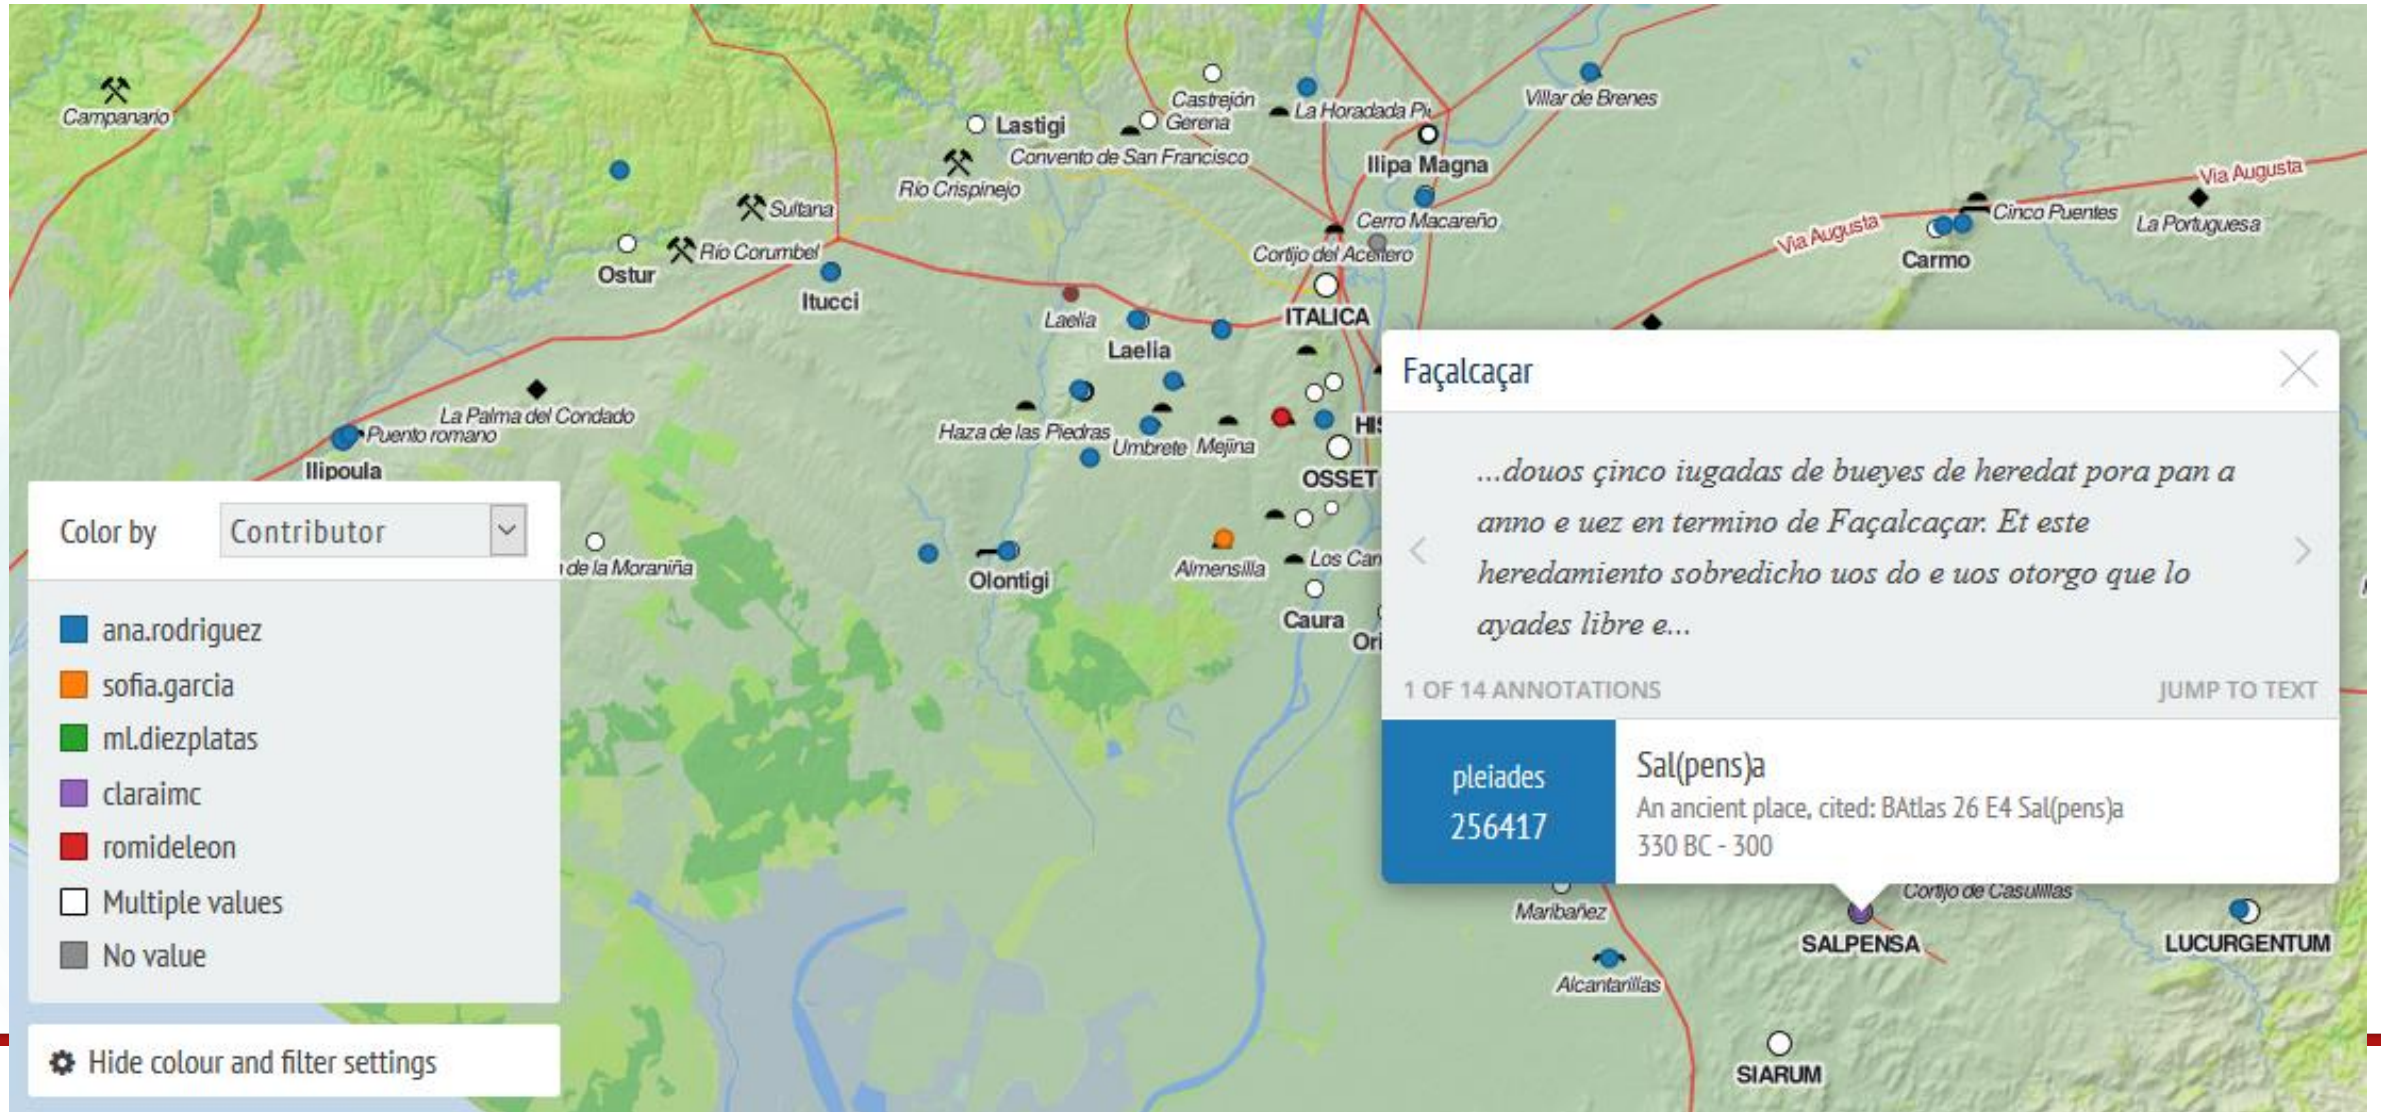 Campanario
Castrejón
Gerena
La Horadada
Villar de Brenes
Lastigi
Convento de San Francisco
Ilipa Magna
Río Crispinejo
Via Augusta
Sultana
Cerro Macareño
Cinco Puentes
La Portuguesa
Via Augusta
Río Corumbel
Cortijo del Acebero
Carmo
Ostur
Itucci
Laelia
ITALICA
Laelia
La Palma del Condado
Puento romano
Haza de las Piedras
Umbrete
Mejina
HIS
Ilipoula
OSSET
de la Moraniña
Olontigi
Almensilla
Los Can
Caura
Ori
Façalcaçar
...douos çinco iugadas de bueyes de heredat pora pan a
anno e uez en termino de Façalcaçar. Et este
heredamiento sobredicho uos do e uos otorgo que lo
ayades libre e...
1 OF 14 ANNOTATIONS
JUMP TO TEXT
pleiades
256417
Sal(pens)a
An ancient place, cited: BAtlas 26 E4 Sal(pens)a
330 BC - 300
Cortijo de Casulillas
Maribañez
SALPENSA
LUCURGENTUM
Alcantarillas
SIARUM
Color by
Contributor
ana.rodriguez
sofia.garcia
ml.diezplatas
claraimc
romideleon
Multiple values
No value
Hide colour and filter settings